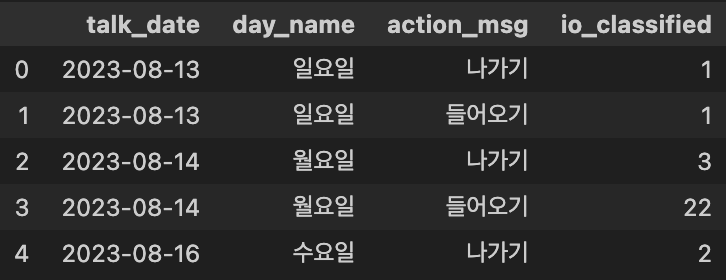 talk_date day_name action_msg io_classified
0 2023-08-13 일요일 나가기 1
1 2023-08-13 일요일 들어오기 1
2 2023-08-14 월요일 나가기 3
3 2023-08-14 월요일 들어오기 22
4 2023-08-16 수요일 나가기 2